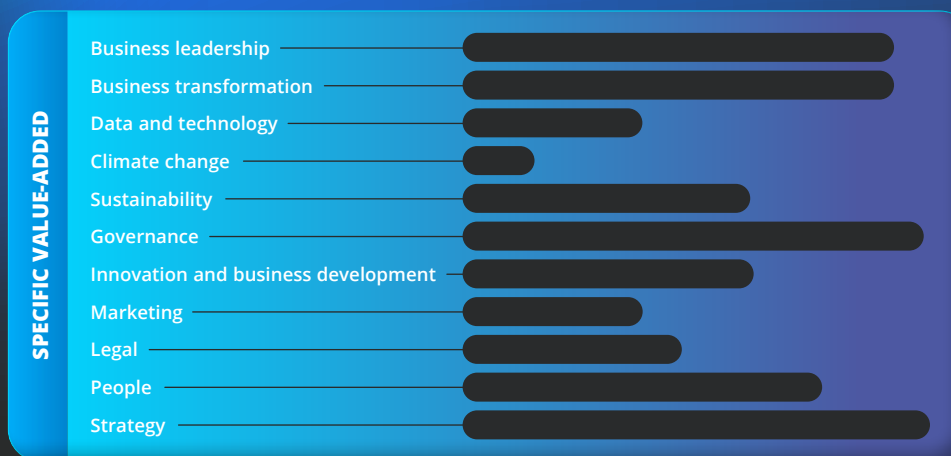 SPECIFIC VALUE-ADDED
Business leadership
Business transformation
Data and technology
Climate change
Sustainability
Governance
Innovation and business development
Marketing
Legal
People
Strategy